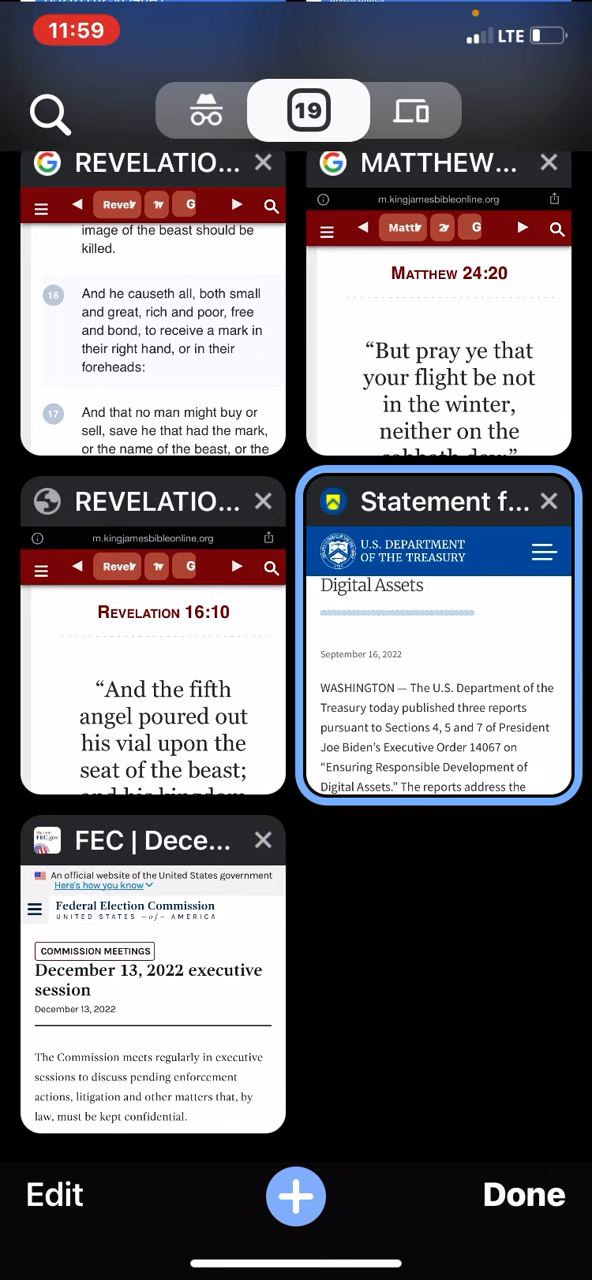 11:59
LTE
19
REVELATIO...
MATTHEW...
Revel
1
G
m.kingjamesbibleonline.org
Matt
2
G
image of the beast should be
killed.
16
And he causeth all, both small
and great, rich and poor, free
and bond, to receive a mark in
their right hand, or in their
foreheads:
17
And that no man might buy or
sell, save he that had the mark,
or the name of the beast, or the
MATTHEW 24:20
“But pray ye that
your flight be not
in the winter,
neither on the
sabbath day:”
REVELATIO...
m.kingjamesbibleonline.org
Revel
1
G
REVELATION 16:10
“And the fifth
angel poured out
his vial upon the
seat of the beast;
and his kingdom
Statement f...
U.S. DEPARTMENT
OF THE TREASURY
Digital Assets
September 16, 2022
WASHINGTON — The U.S. Department of the
Treasury today published three reports
pursuant to Sections 4, 5 and 7 of President
Joe Biden’s Executive Order 14067 on
“Ensuring Responsible Development of
Digital Assets.” The reports address the
FEC | Dece...
An official website of the United States government
Here's how you know
Federal Election Commission
UNITED STATES -of- AMERICA
COMMISSION MEETINGS
December 13, 2022 executive
session
December 13, 2022
The Commission meets regularly in executive
sessions to discuss pending enforcement
actions, litigation and other matters that, by
law, must be kept confidential.
Edit
Done